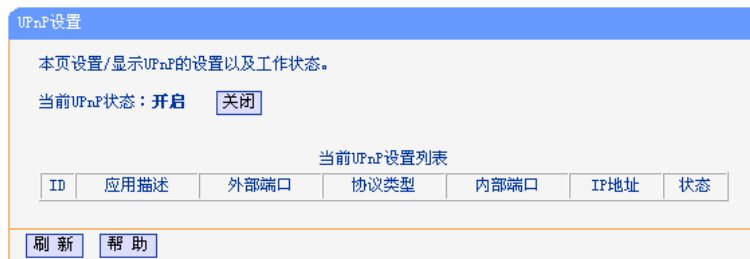 UPnP设置
本页设置/显示UPnP的设置以及工作状态。
当前UPnP状态：开启 关闭
当前UPnP设置列表
ID 应用描述 外部端口 协议类型 内部端口 IP地址 状态
刷 新 帮 助